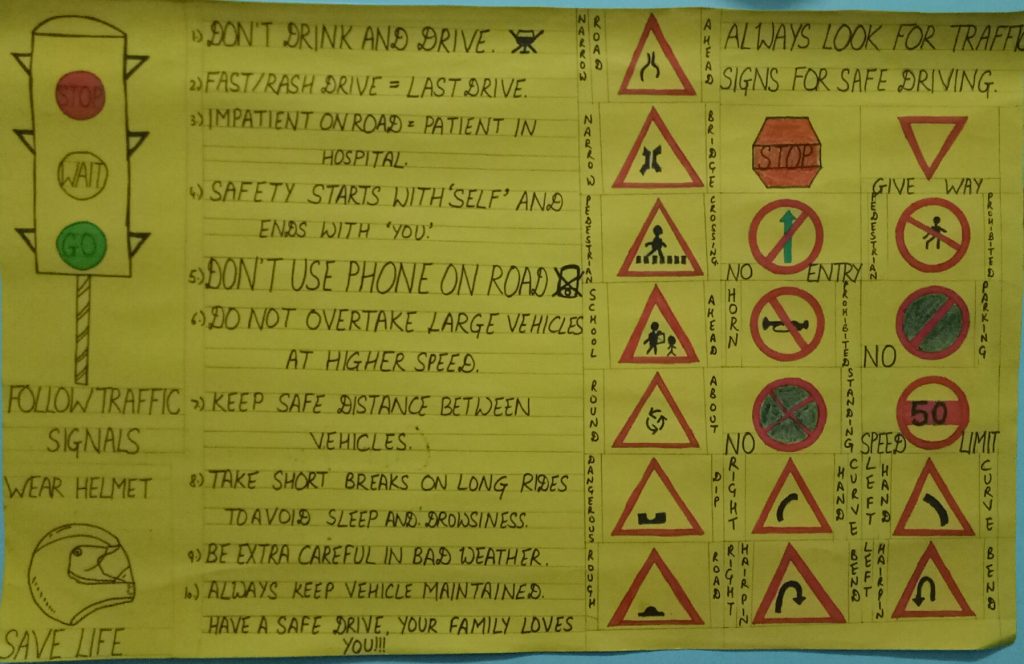 STOP
WAIT
GO
FOLLOW TRAFFIC
SIGNALS
WEAR HELMET
SAVE LIFE
1) DON'T DRINK AND DRIVE.
2) FAST/RASH DRIVE = LAST DRIVE.
3) IMPATIENT ON ROAD = PATIENT IN
HOSPITAL.
4) SAFETY STARTS WITH 'SELF' AND
ENDS WITH 'YOU.'
5) DON'T USE PHONE ON ROAD
6) DO NOT OVERTAKE LARGE VEHICLES
AT HIGHER SPEED.
7) KEEP SAFE DISTANCE BETWEEN
VEHICLES.
8) TAKE SHORT BREAKS ON LONG RIDES
TO AVOID SLEEP AND DROWSINESS.
9) BE EXTRA CAREFUL IN BAD WEATHER.
10) ALWAYS KEEP VEHICLE MAINTAINED.
HAVE A SAFE DRIVE, YOUR FAMILY LOVES
YOU!!!
NARROW ROAD AHEAD
NARROW BRIDGE
PEDESTRIAN CROSSING
SCHOOL AHEAD
ROUND ABOUT
DANGEROUS DIP
ROUGH ROAD
ALWAYS LOOK FOR TRAFFIC
SIGNS FOR SAFE DRIVING.
STOP
GIVE WAY
NO ENTRY
PEDESTRIAN PROHIBITED
HORN PROHIBITED
NO PARKING
NO STANDING
50
SPEED LIMIT
RIGHT HAND CURVE
LEFT HAND CURVE
RIGHT HAIRPIN BEND
LEFT HAIRPIN BEND